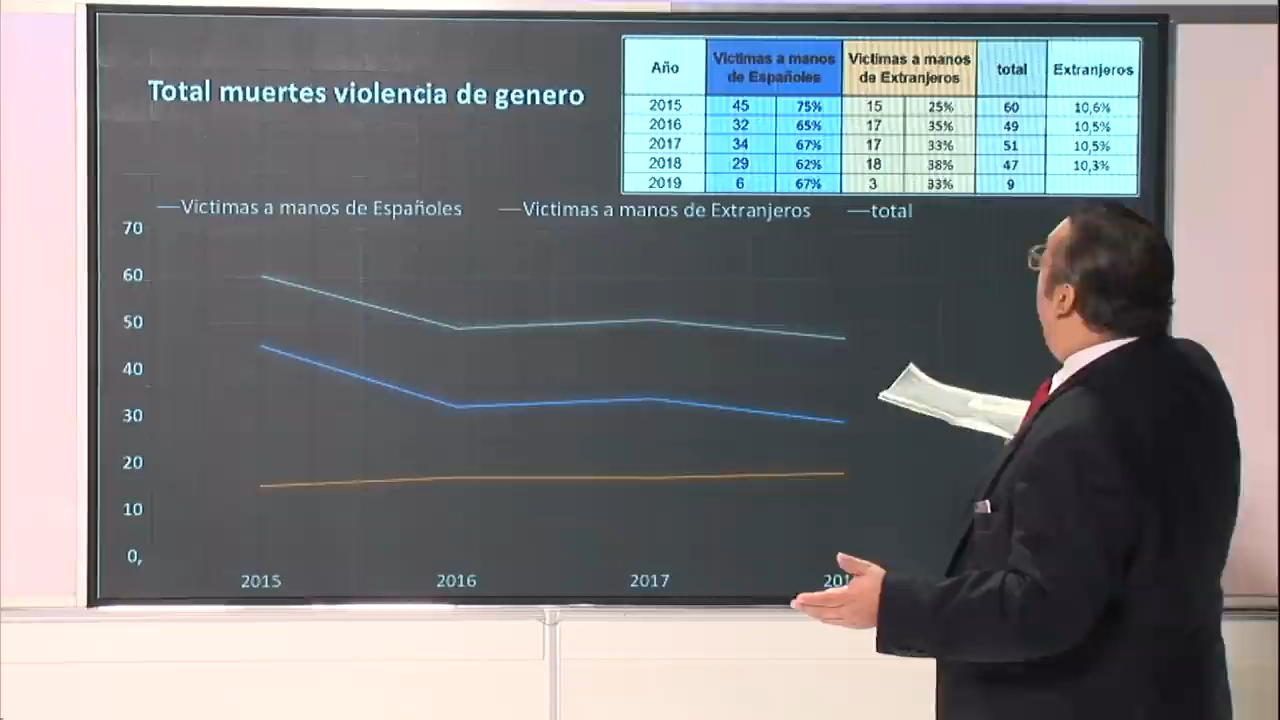 Total muertes violencia de genero
Año Victimas a manos de Españoles Victimas a manos de Extranjeros total Extranjeros
2015 45 75% 15 25% 60 10,6%
2016 32 65% 17 35% 49 10,5%
2017 34 67% 17 33% 51 10,5%
2018 29 62% 18 38% 47 10,3%
2019 6 67% 3 33% 9
Victimas a manos de Españoles Victimas a manos de Extranjeros total
70
60
50
40
30
20
10
0,
2015 2016 2017